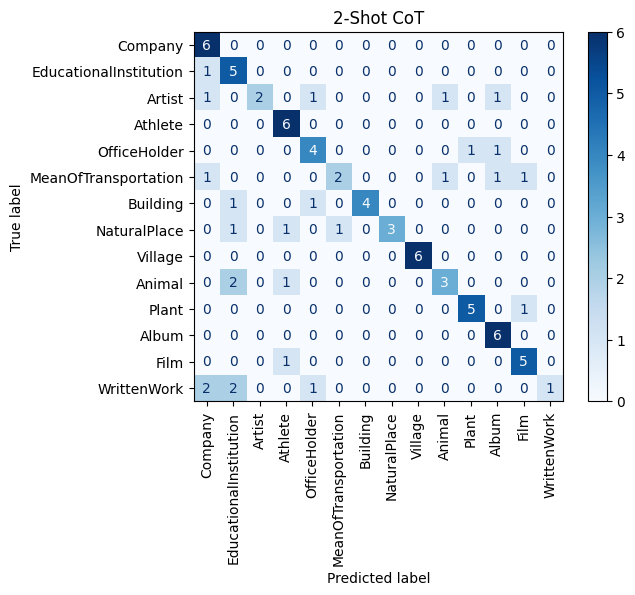 2-Shot CoT
True label
Company 6 0 0 0 0 0 0 0 0 0 0 0 0 0
EducationalInstitution 1 5 0 0 0 0 0 0 0 0 0 0 0 0
Artist 1 0 2 0 1 0 0 0 0 1 0 1 0 0
Athlete 0 0 0 6 0 0 0 0 0 0 0 0 0 0
OfficeHolder 0 0 0 0 4 0 0 0 0 0 1 1 0 0
MeanOfTransportation 1 0 0 0 0 2 0 0 0 1 0 1 1 0
Building 0 1 0 0 1 0 4 0 0 0 0 0 0 0
NaturalPlace 0 1 0 1 0 1 0 3 0 0 0 0 0 0
Village 0 0 0 0 0 0 0 0 6 0 0 0 0 0
Animal 0 2 0 1 0 0 0 0 0 3 0 0 0 0
Plant 0 0 0 0 0 0 0 0 0 0 5 0 1 0
Album 0 0 0 0 0 0 0 0 0 0 0 6 0 0
Film 0 0 0 1 0 0 0 0 0 0 0 0 5 0
WrittenWork 2 2 0 0 1 0 0 0 0 0 0 0 0 1
Company
EducationalInstitution
Artist
Athlete
OfficeHolder
MeanOfTransportation
Building
NaturalPlace
Village
Animal
Plant
Album
Film
WrittenWork
Predicted label
6
5
4
3
2
1
0